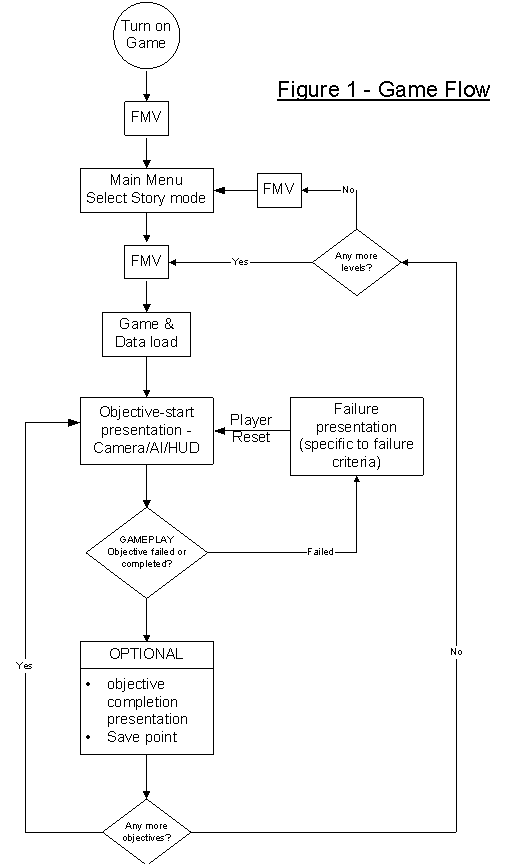 Turn on
Game
Figure 1 - Game Flow
FMV
Main Menu
Select Story mode
FMV
No
FMV
Yes
Any more
levels?
Game &
Data load
Objective-start
presentation -
Camera/AI/HUD
Player
Reset
Failure
presentation
(specific to failure
criteria)
GAMEPLAY
Objective failed or
completed?
Failed
OPTIONAL
• objective
completion
presentation
• Save point
Yes
No
Any more
objectives?